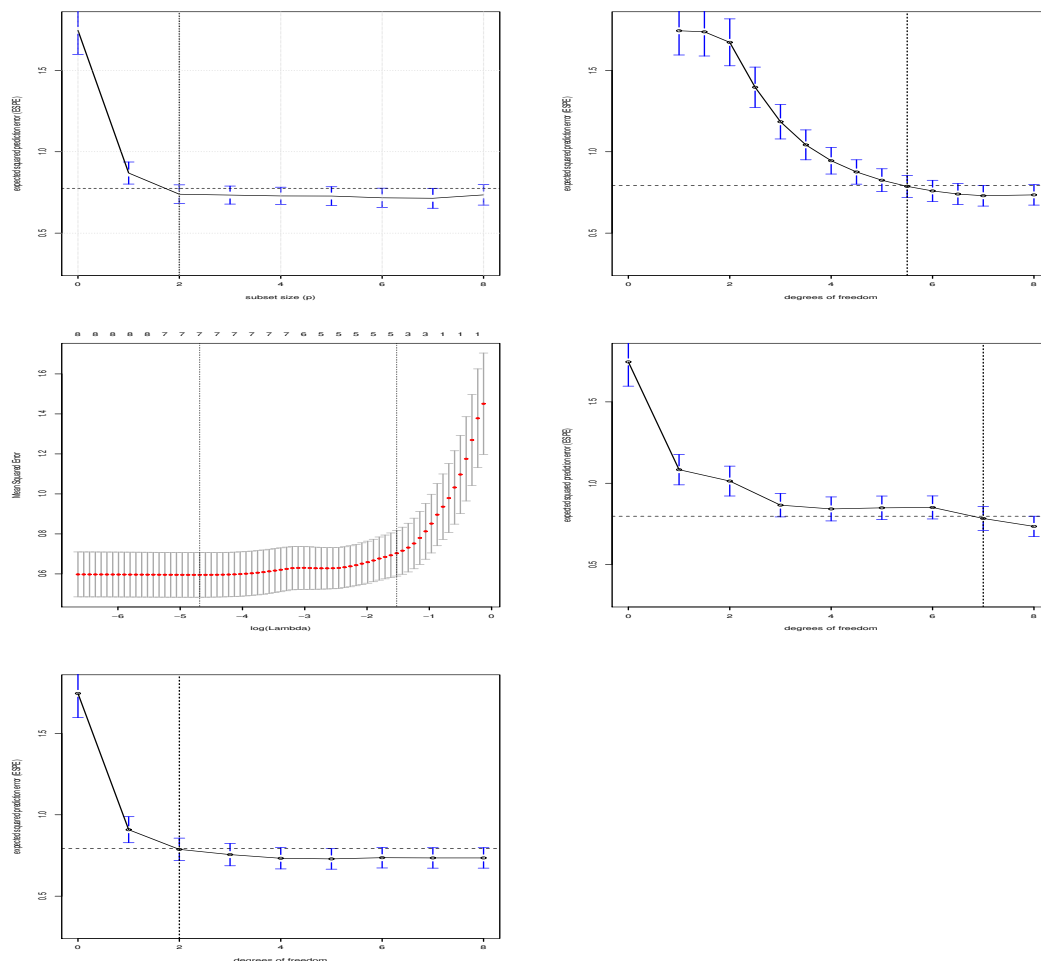 expected squared prediction error (ESPE)
1.5
1.0
0.5
0 2 4 6 8
subset size (p)
expected squared prediction error (ESPE)
1.5
1.0
0.5
0 2 4 6 8
degrees of freedom
8 8 8 8 8 7 7 7 7 7 7 7 7 6 5 5 5 5 5 3 3 1 1 1
Mean Squared Error
1.6
1.4
1.2
1.0
0.8
0.6
−6 −5 −4 −3 −2 −1 0
log(Lambda)
expected squared prediction error (ESPE)
1.5
1.0
0.5
0 2 4 6 8
degrees of freedom
expected squared prediction error (ESPE)
1.5
1.0
0.5
0 2 4 6 8
degrees of freedom